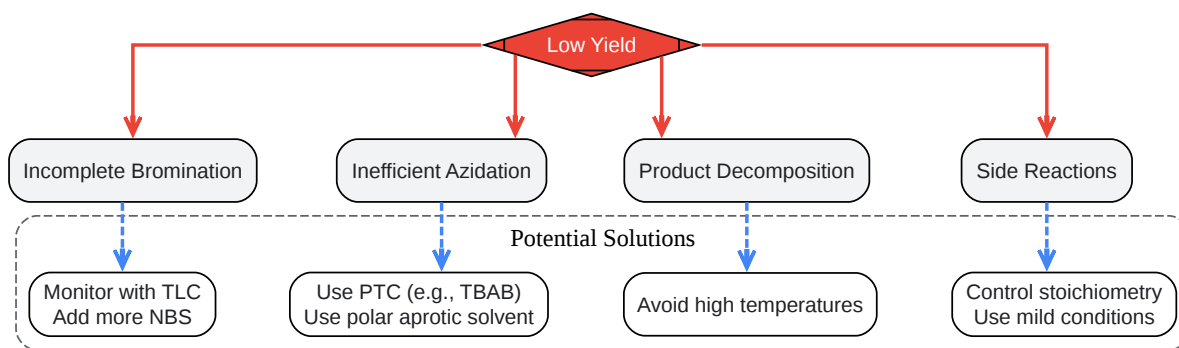 Low Yield
Incomplete Bromination
Inefficient Azidation
Product Decomposition
Side Reactions
Potential Solutions
Monitor with TLC
Add more NBS
Use PTC (e.g., TBAB)
Use polar aprotic solvent
Avoid high temperatures
Control stoichiometry
Use mild conditions